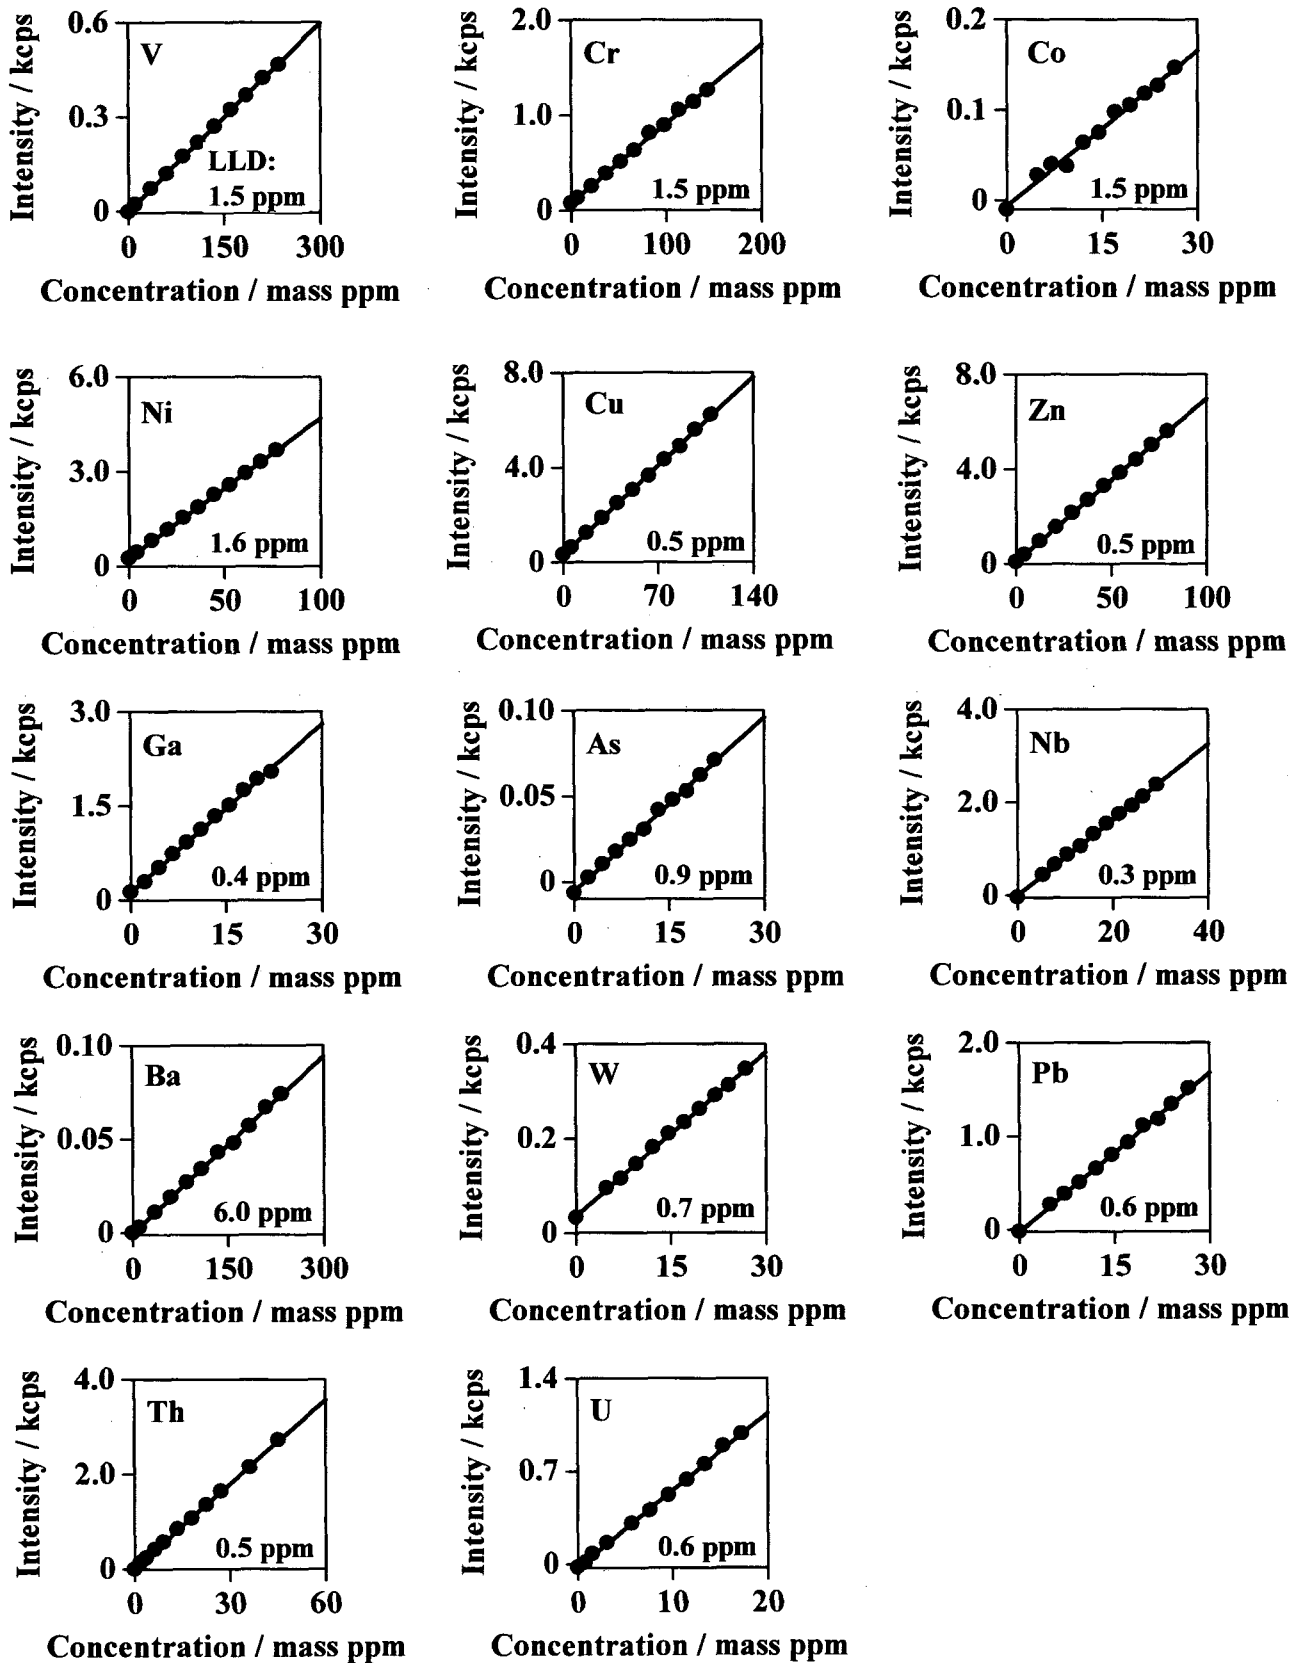 Intensity / kcps
0.6
0.3
0
V
LLD:
1.5 ppm
0 150 300
Concentration / mass ppm
Intensity / kcps
2.0
1.0
0
Cr
1.5 ppm
0 100 200
Concentration / mass ppm
Intensity / kcps
0.2
0.1
0
Co
1.5 ppm
0 15 30
Concentration / mass ppm
Intensity / kcps
6.0
3.0
0
Ni
1.6 ppm
0 50 100
Concentration / mass ppm
Intensity / kcps
8.0
4.0
0
Cu
0.5 ppm
0 70 140
Concentration / mass ppm
Intensity / kcps
8.0
4.0
0
Zn
0.5 ppm
0 50 100
Concentration / mass ppm
Intensity / kcps
3.0
1.5
0
Ga
0.4 ppm
0 15 30
Concentration / mass ppm
Intensity / kcps
0.10
0.05
0
As
0.9 ppm
0 15 30
Concentration / mass ppm
Intensity / kcps
4.0
2.0
0
Nb
0.3 ppm
0 20 40
Concentration / mass ppm
Intensity / kcps
0.10
0.05
0
Ba
6.0 ppm
0 150 300
Concentration / mass ppm
Intensity / kcps
0.4
0.2
0
W
0.7 ppm
0 15 30
Concentration / mass ppm
Intensity / kcps
2.0
1.0
0
Pb
0.6 ppm
0 15 30
Concentration / mass ppm
Intensity / kcps
4.0
2.0
0
Th
0.5 ppm
0 30 60
Concentration / mass ppm
Intensity / kcps
1.4
0.7
0
U
0.6 ppm
0 10 20
Concentration / mass ppm